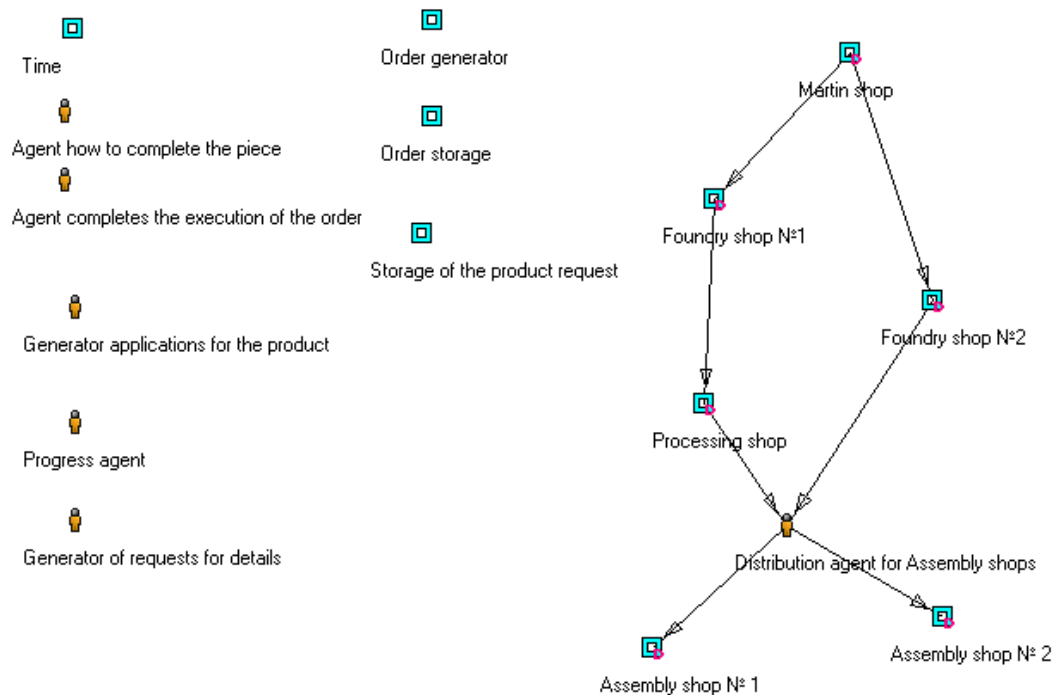 Time
Order generator
Martin shop
Agent how to complete the piece
Order storage
Agent completes the execution of the order
Foundry shop №1
Storage of the product request
Generator applications for the product
Foundry shop №2
Processing shop
Progress agent
Generator of requests for details
Distribution agent for Assembly shops
Assembly shop № 2
Assembly shop № 1